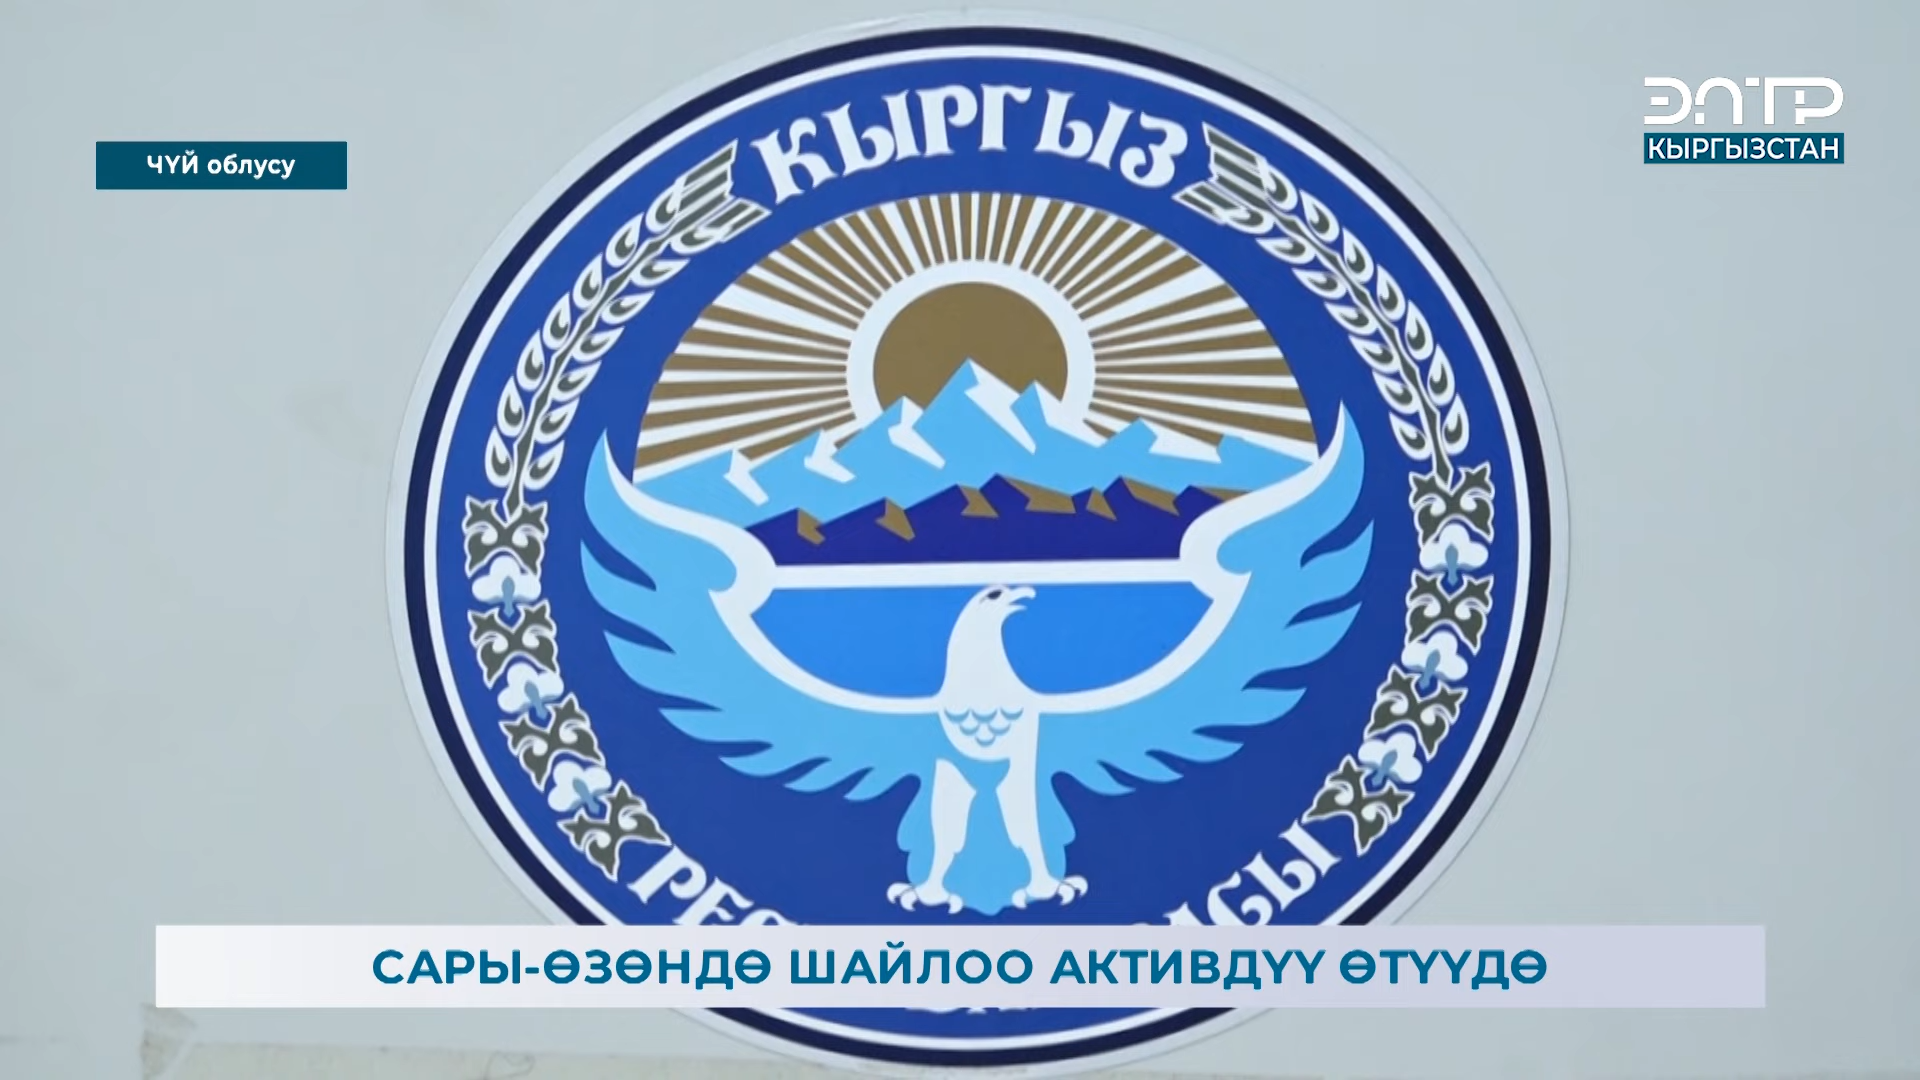 ЧҮЙ облусу
ЭЛТР
КЫРГЫЗСТАН
КЫРГЫЗ
САРЫ-ӨЗӨНДӨ ШАЙЛОО АКТИВДҮҮ ӨТҮҮДӨ